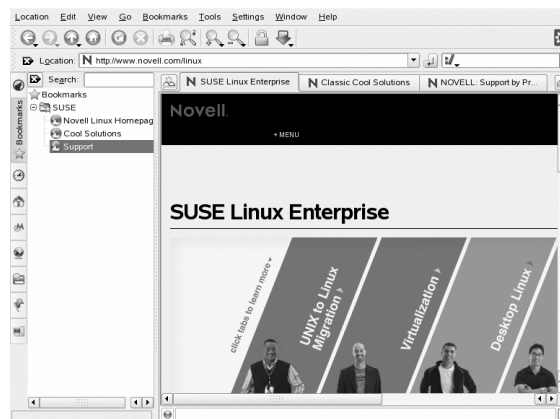 Location Edit View Go Bookmarks Tools Settings Window Help
Location: N http://www.novell.com/linux
Search:
SUSE Linux Enterprise
Classic Cool Solutions
NOVELL: Support by Pr...
Bookmarks
Bookmarks
SUSE
Novell Linux Homepag
Cool Solutions
Support
Novell.
+ MENU
SUSE Linux Enterprise
click tabs to learn more
UNIX to Linux
Migration
Virtualization
Desktop Linux